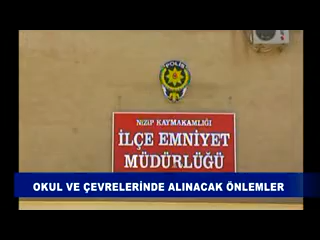 POLİS
NİZİP KAYMAKAMLIĞI
İLÇE EMNİYET
MÜDÜRLÜĞÜ
OKUL VE ÇEVRELERİNDE ALINACAK ÖNLEMLER